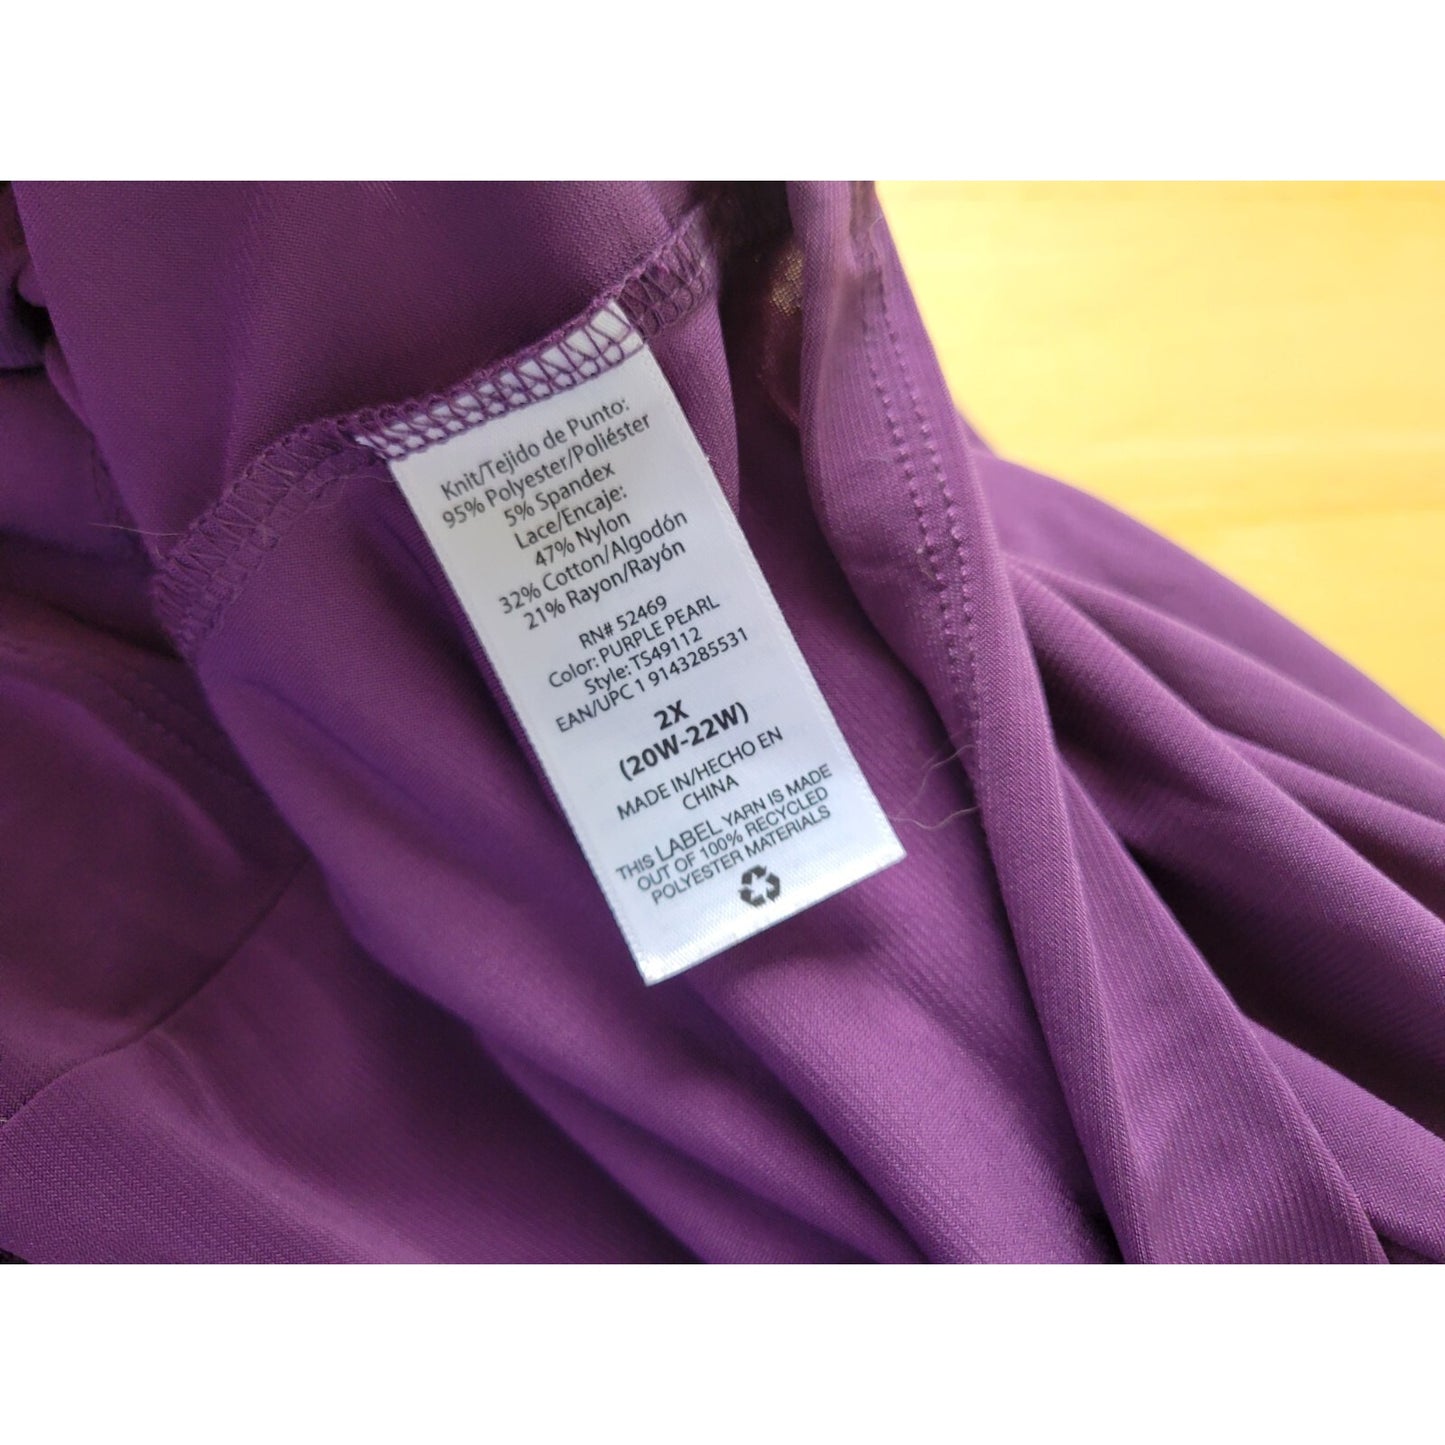 Knit/Tejido de Punto:
95% Polyester/Poliéster
5% Spandex
Lace/Encaje:
47% Nylon
32% Cotton/Algodón
21% Rayon/Rayón
RN# 52469
Color: PURPLE PEARL
Style: TS49112
EAN/UPC 1 9143285531
2X
(20W-22W)
MADE IN/HECHO EN
CHINA
THIS LABEL YARN IS MADE
OUT OF 100% RECYCLED
POLYESTER MATERIALS